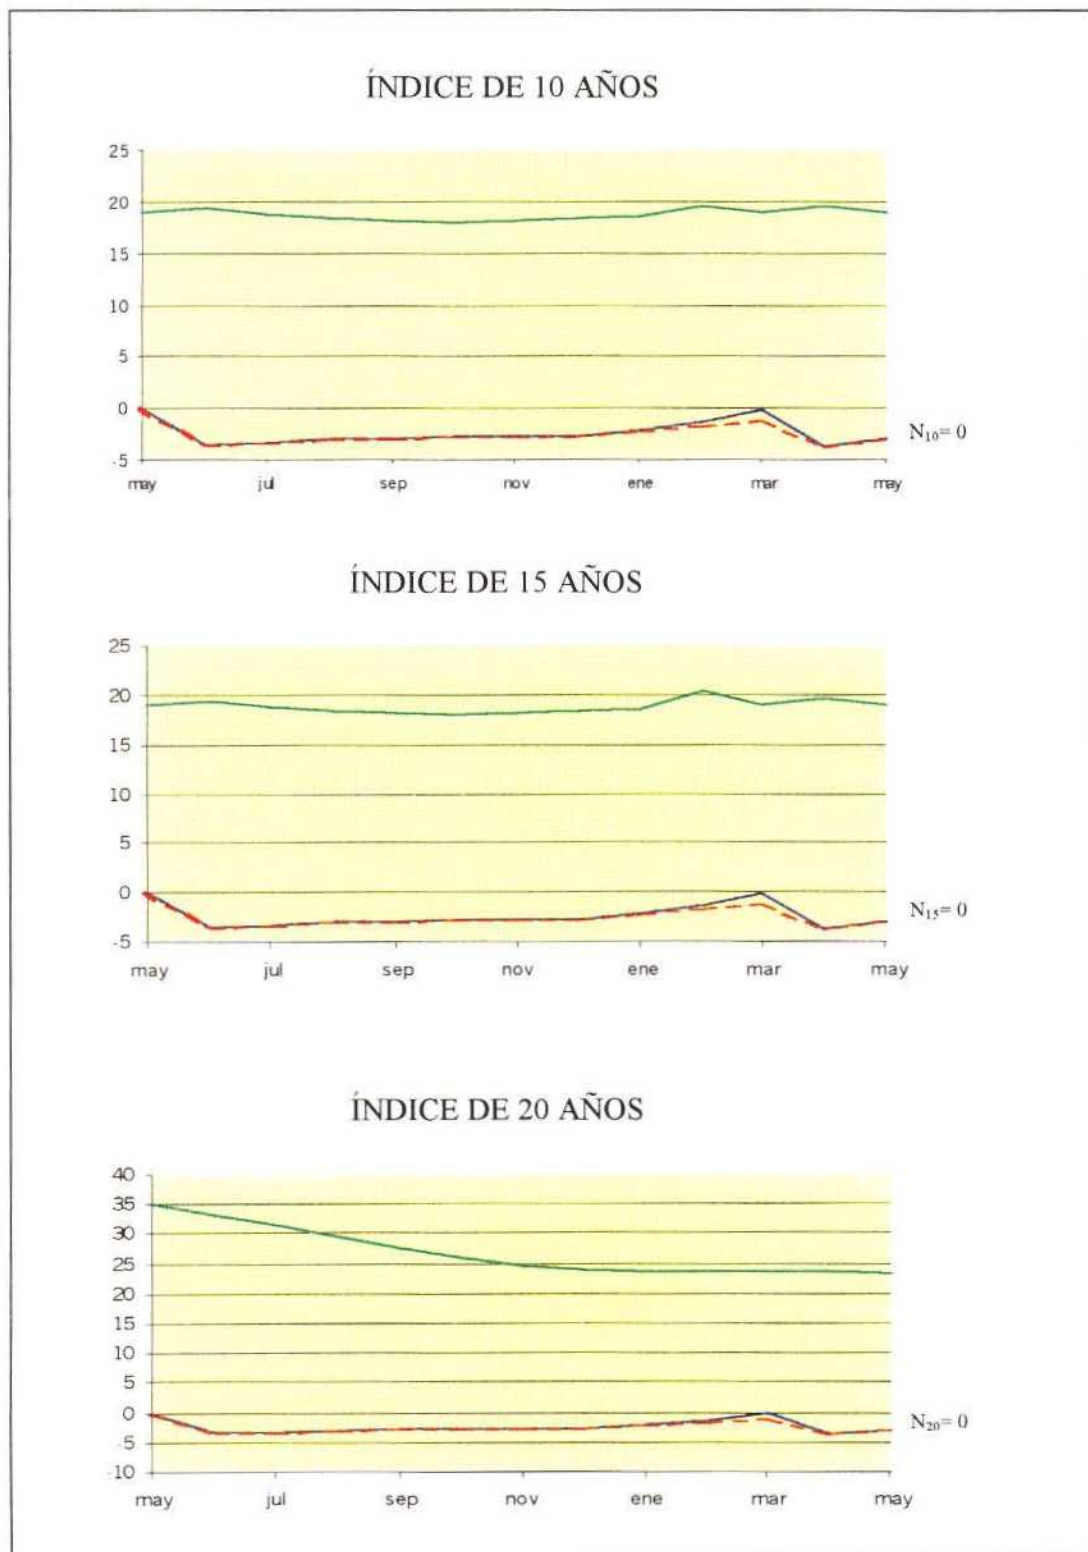 ÍNDICE DE 10 AÑOS
25
20
15
10
5
0
-5
may jul sep nov ene mar may
N₁₀= 0
ÍNDICE DE 15 AÑOS
25
20
15
10
5
0
-5
may jul sep nov ene mar may
N₁₅= 0
ÍNDICE DE 20 AÑOS
40
35
30
25
20
15
10
5
0
-5
-10
may jul sep nov ene mar may
N₂₀= 0